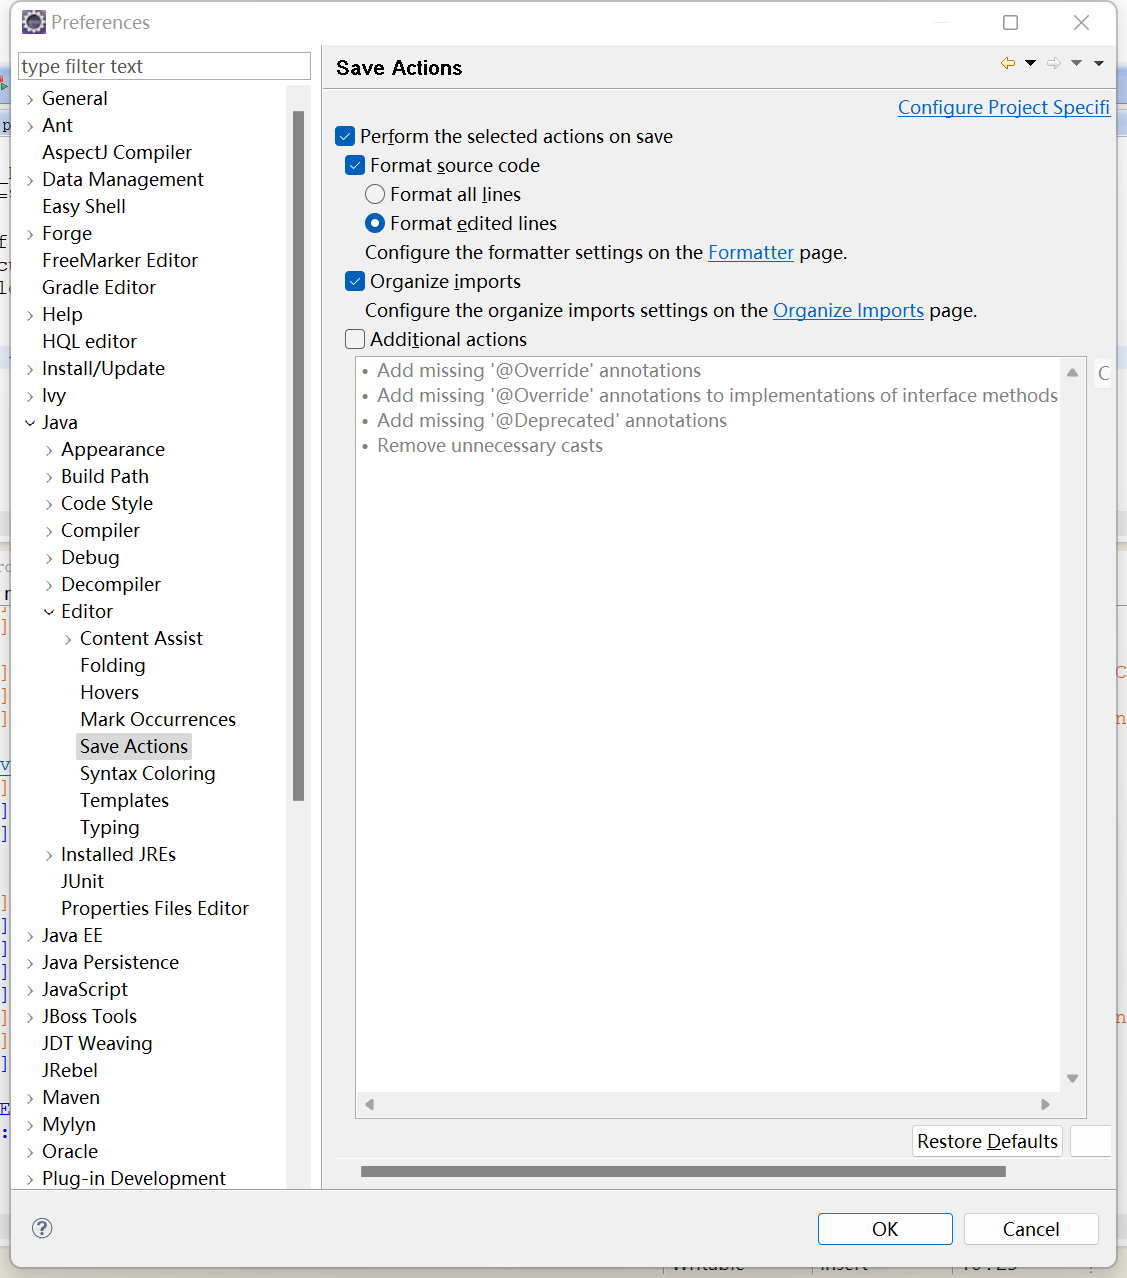 Preferences
type filter text
General
Ant
AspectJ Compiler
Data Management
Easy Shell
Forge
FreeMarker Editor
Gradle Editor
Help
HQL editor
Install/Update
Ivy
Java
Appearance
Build Path
Code Style
Compiler
Debug
Decompiler
Editor
Content Assist
Folding
Hovers
Mark Occurrences
Save Actions
Syntax Coloring
Templates
Typing
Installed JREs
JUnit
Properties Files Editor
Java EE
Java Persistence
JavaScript
JBoss Tools
JDT Weaving
JRebel
Maven
Mylyn
Oracle
Plug-in Development
Save Actions
Configure Project Specifi
Perform the selected actions on save
Format source code
Format all lines
Format edited lines
Configure the formatter settings on the Formatter page.
Organize imports
Configure the organize imports settings on the Organize Imports page.
Additional actions
• Add missing '@Override' annotations
• Add missing '@Override' annotations to implementations of interface methods
• Add missing '@Deprecated' annotations
• Remove unnecessary casts
Restore Defaults
OK
Cancel